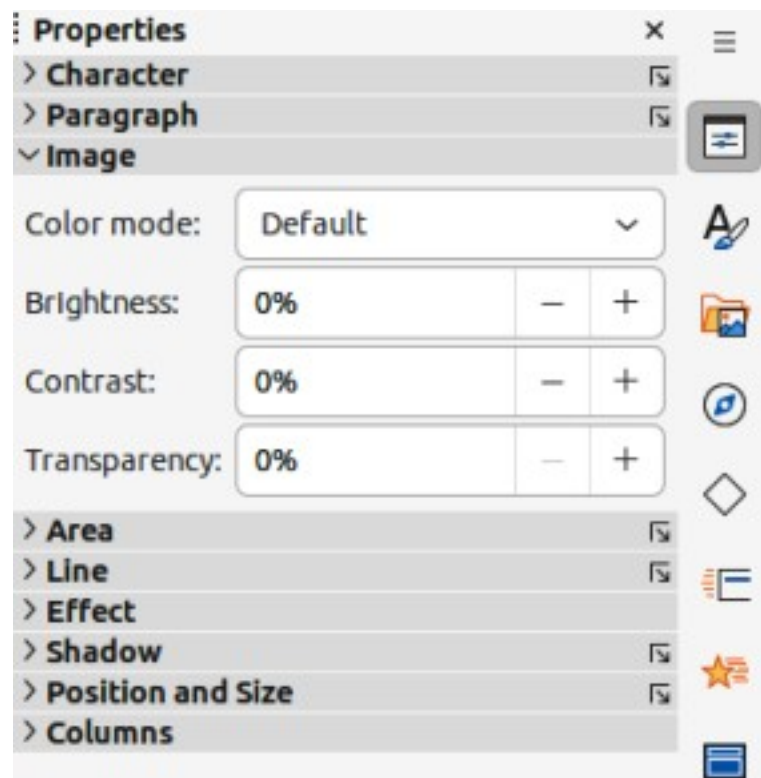 Properties
Character
Paragraph
Image
Color mode: Default
Brightness: 0%
Contrast: 0%
Transparency: 0%
Area
Line
Effect
Shadow
Position and Size
Columns